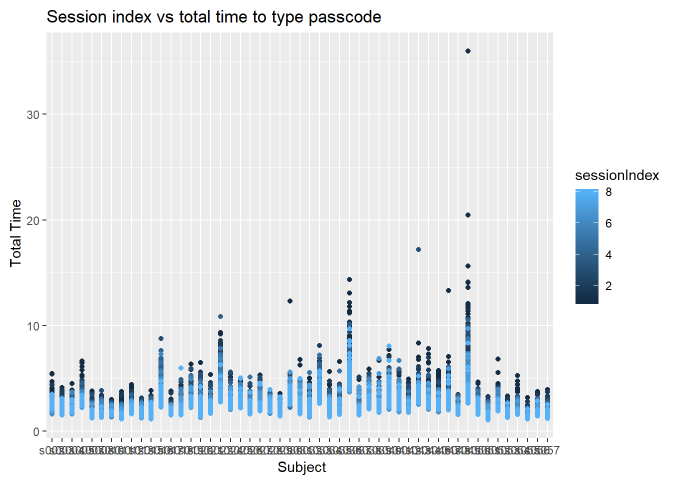 Session index vs total time to type passcode
Total Time
30
20
10
0
Subject
sessionIndex
8
6
4
2